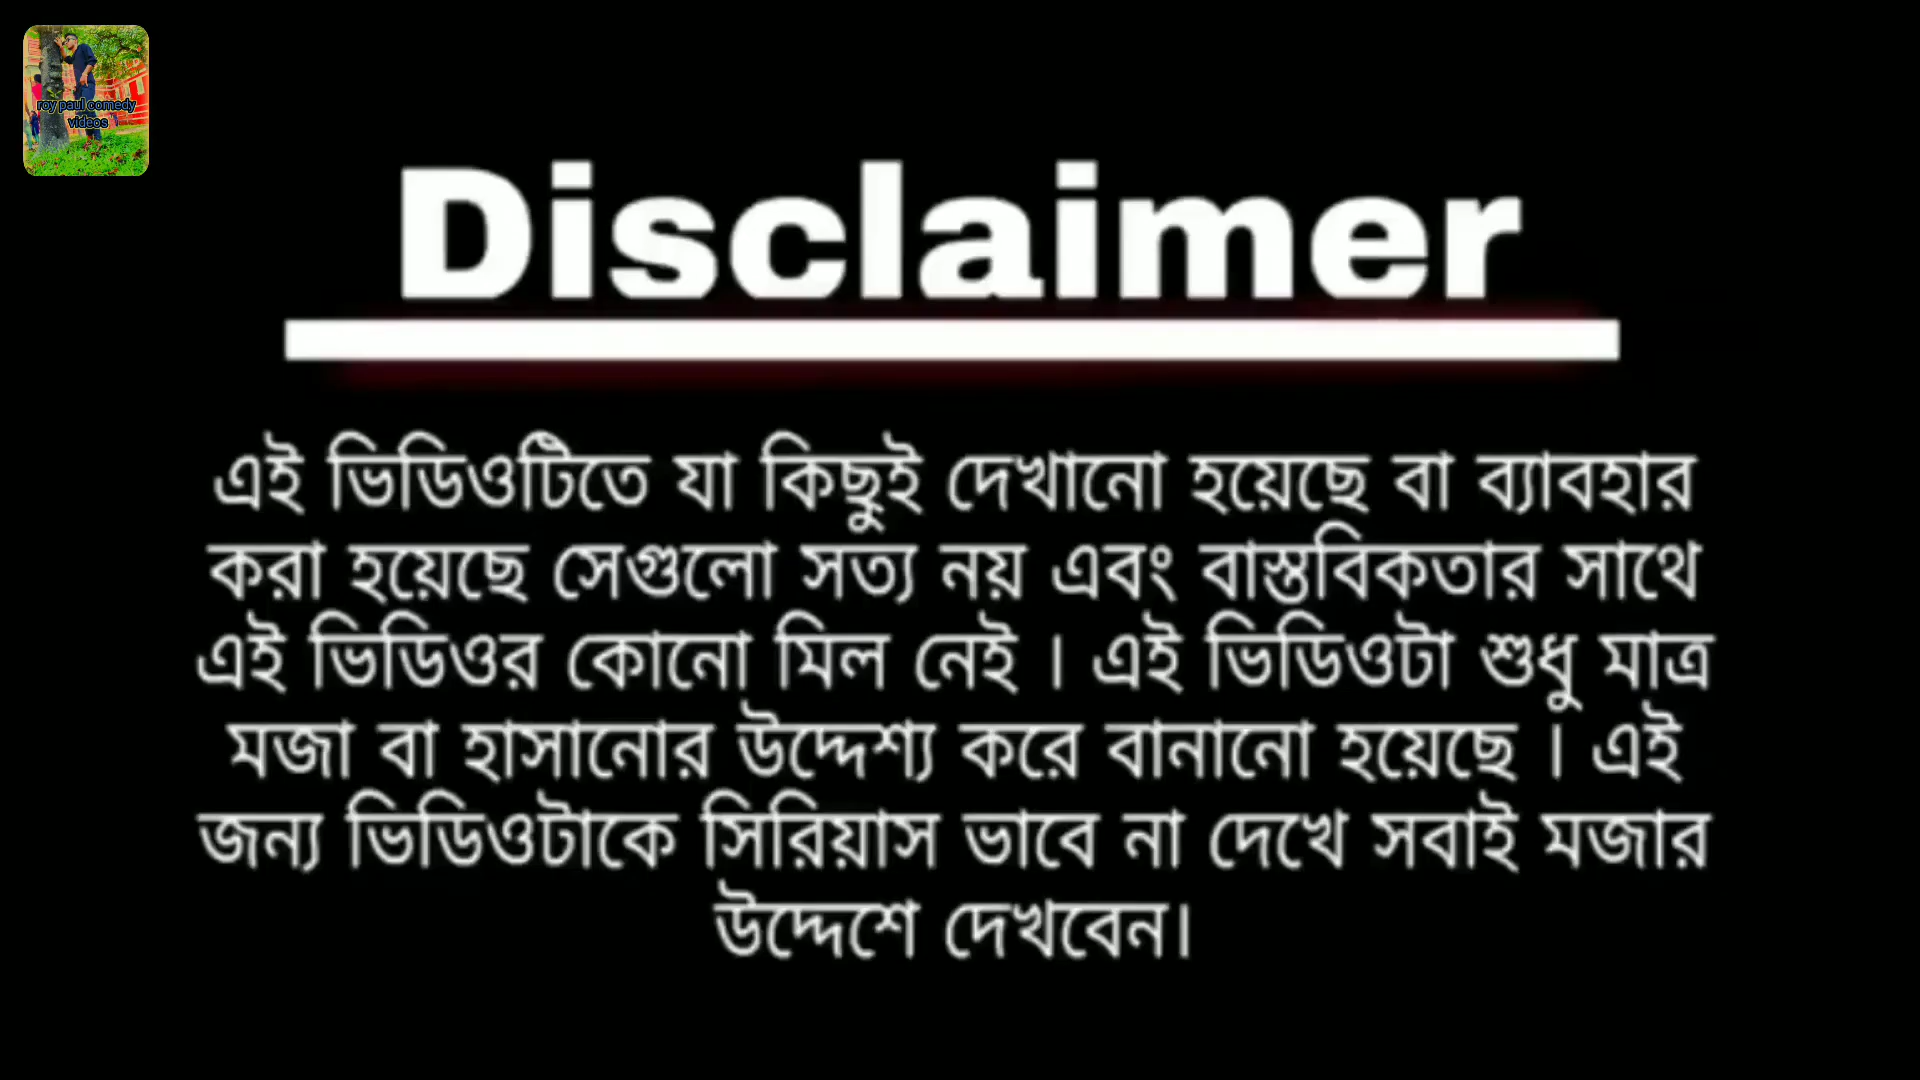 roy paul comedy
videos
Disclaimer
এই ভিডিওটিতে যা কিছুই দেখানো হয়েছে বা ব্যাবহার
করা হয়েছে সেগুলো সত্য নয় এবং বাস্তবিকতার সাথে
এই ভিডিওর কোনো মিল নেই । এই ভিডিওটা শুধু মাত্র
মজা বা হাসানোর উদ্দেশ্য করে বানানো হয়েছে । এই
জন্য ভিডিওটাকে সিরিয়াস ভাবে না দেখে সবাই মজার
উদ্দেশে দেখবেন।